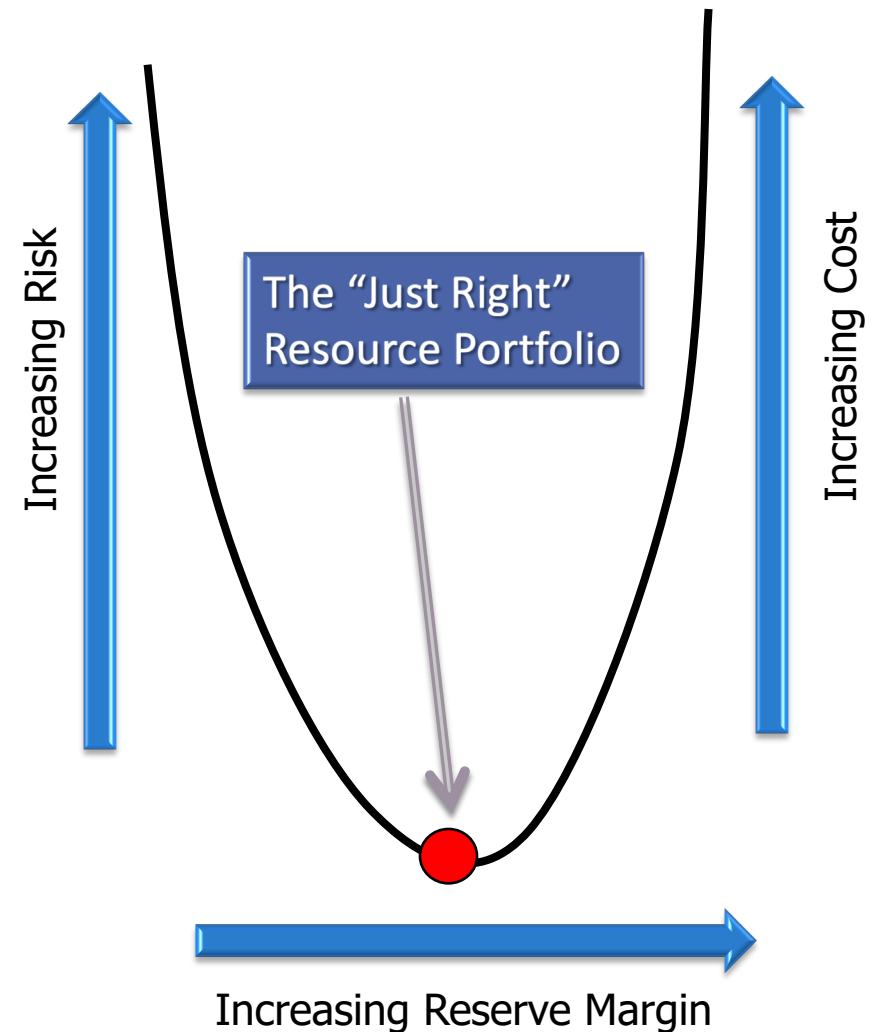 Increasing Risk
The “Just Right”
Resource Portfolio
Increasing Cost
Increasing Reserve Margin